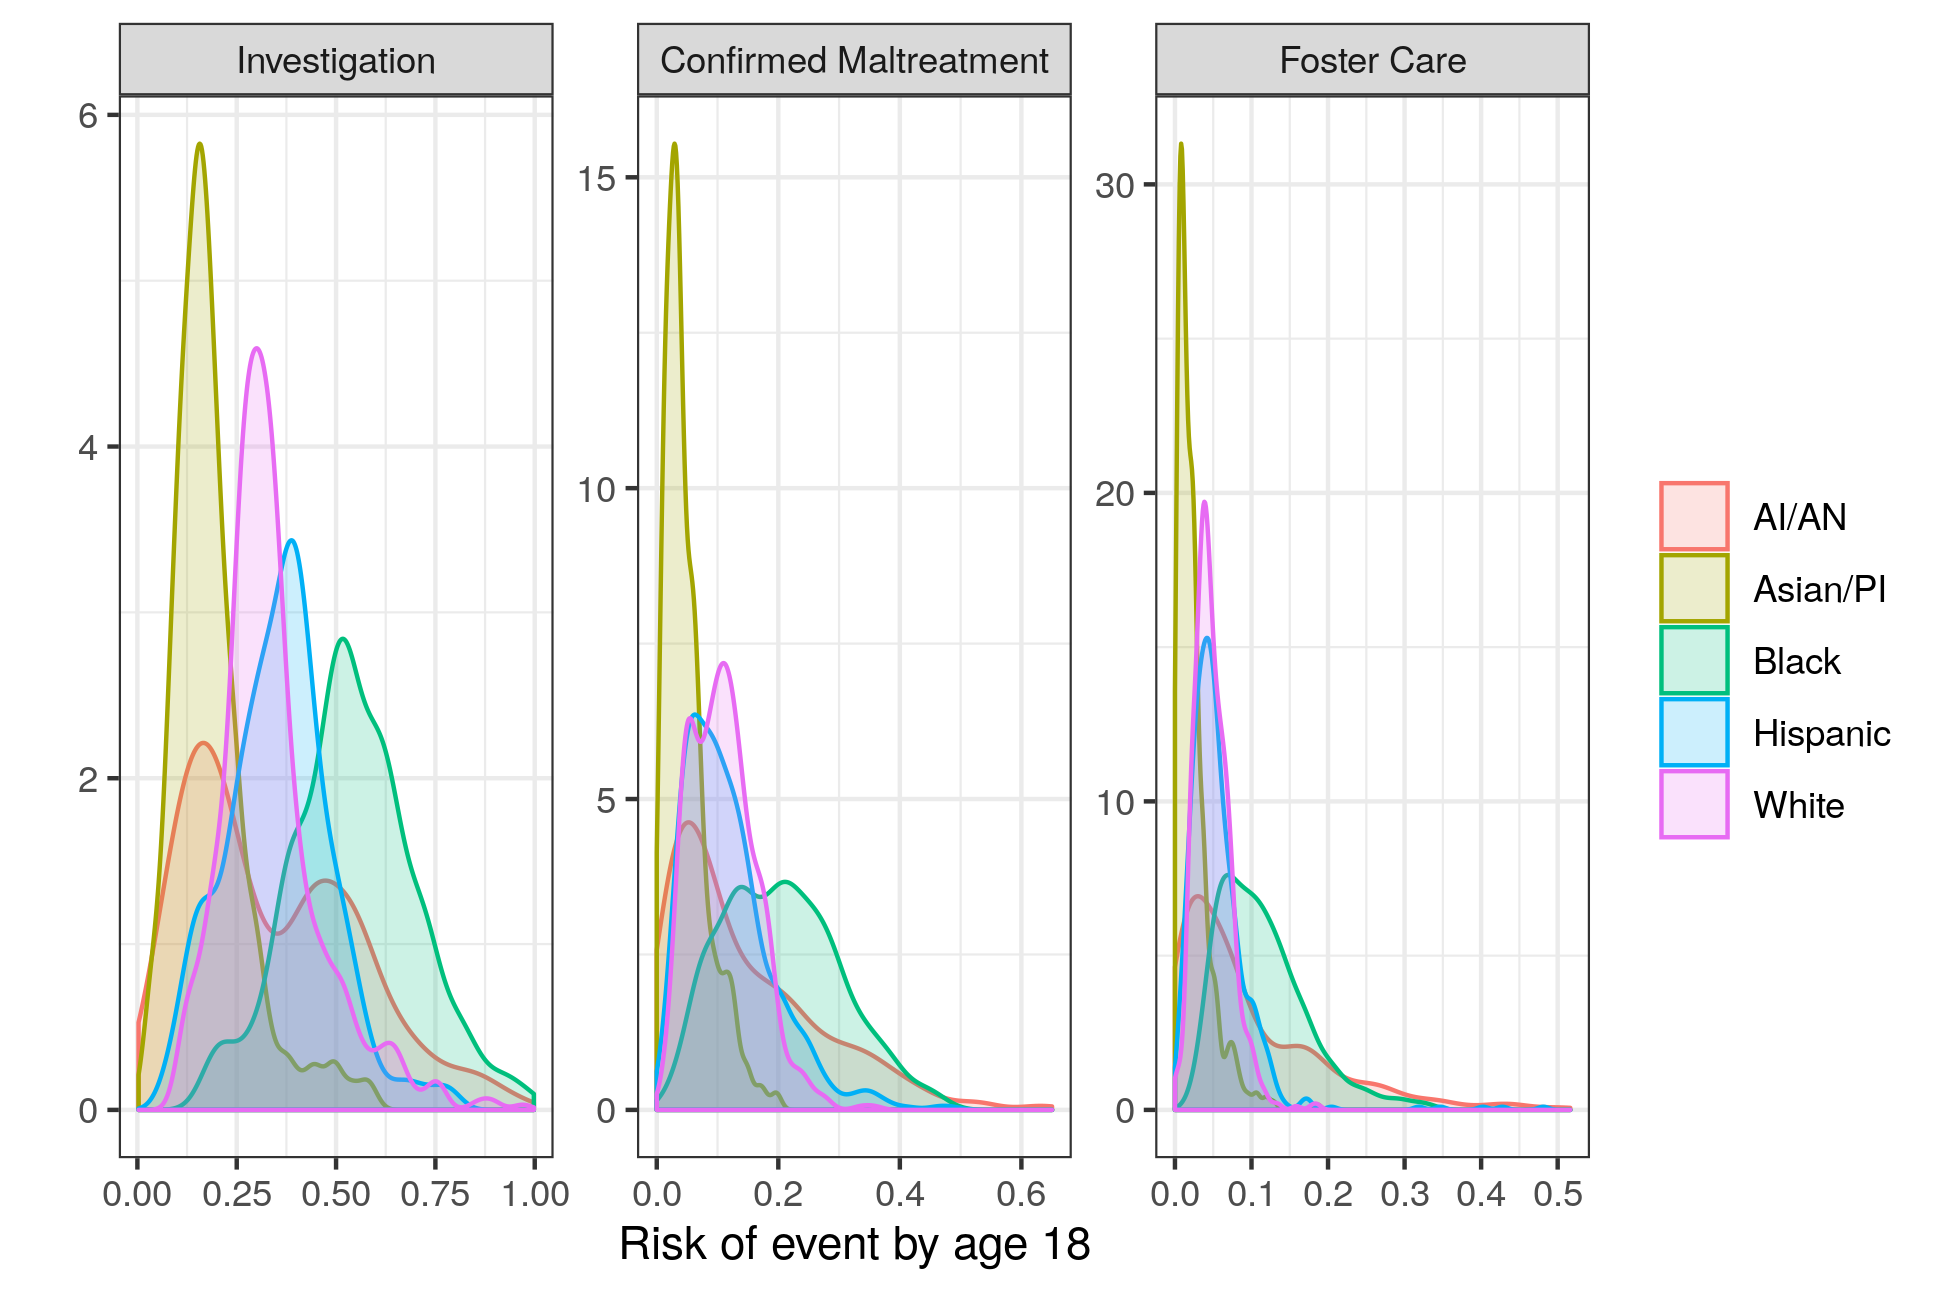 Investigation
Confirmed Maltreatment
Foster Care
6
4
2
0
15
10
5
0
30
20
10
0
0.00 0.25 0.50 0.75 1.00
0.0 0.2 0.4 0.6
0.0 0.1 0.2 0.3 0.4 0.5
Risk of event by age 18
AI/AN
Asian/PI
Black
Hispanic
White